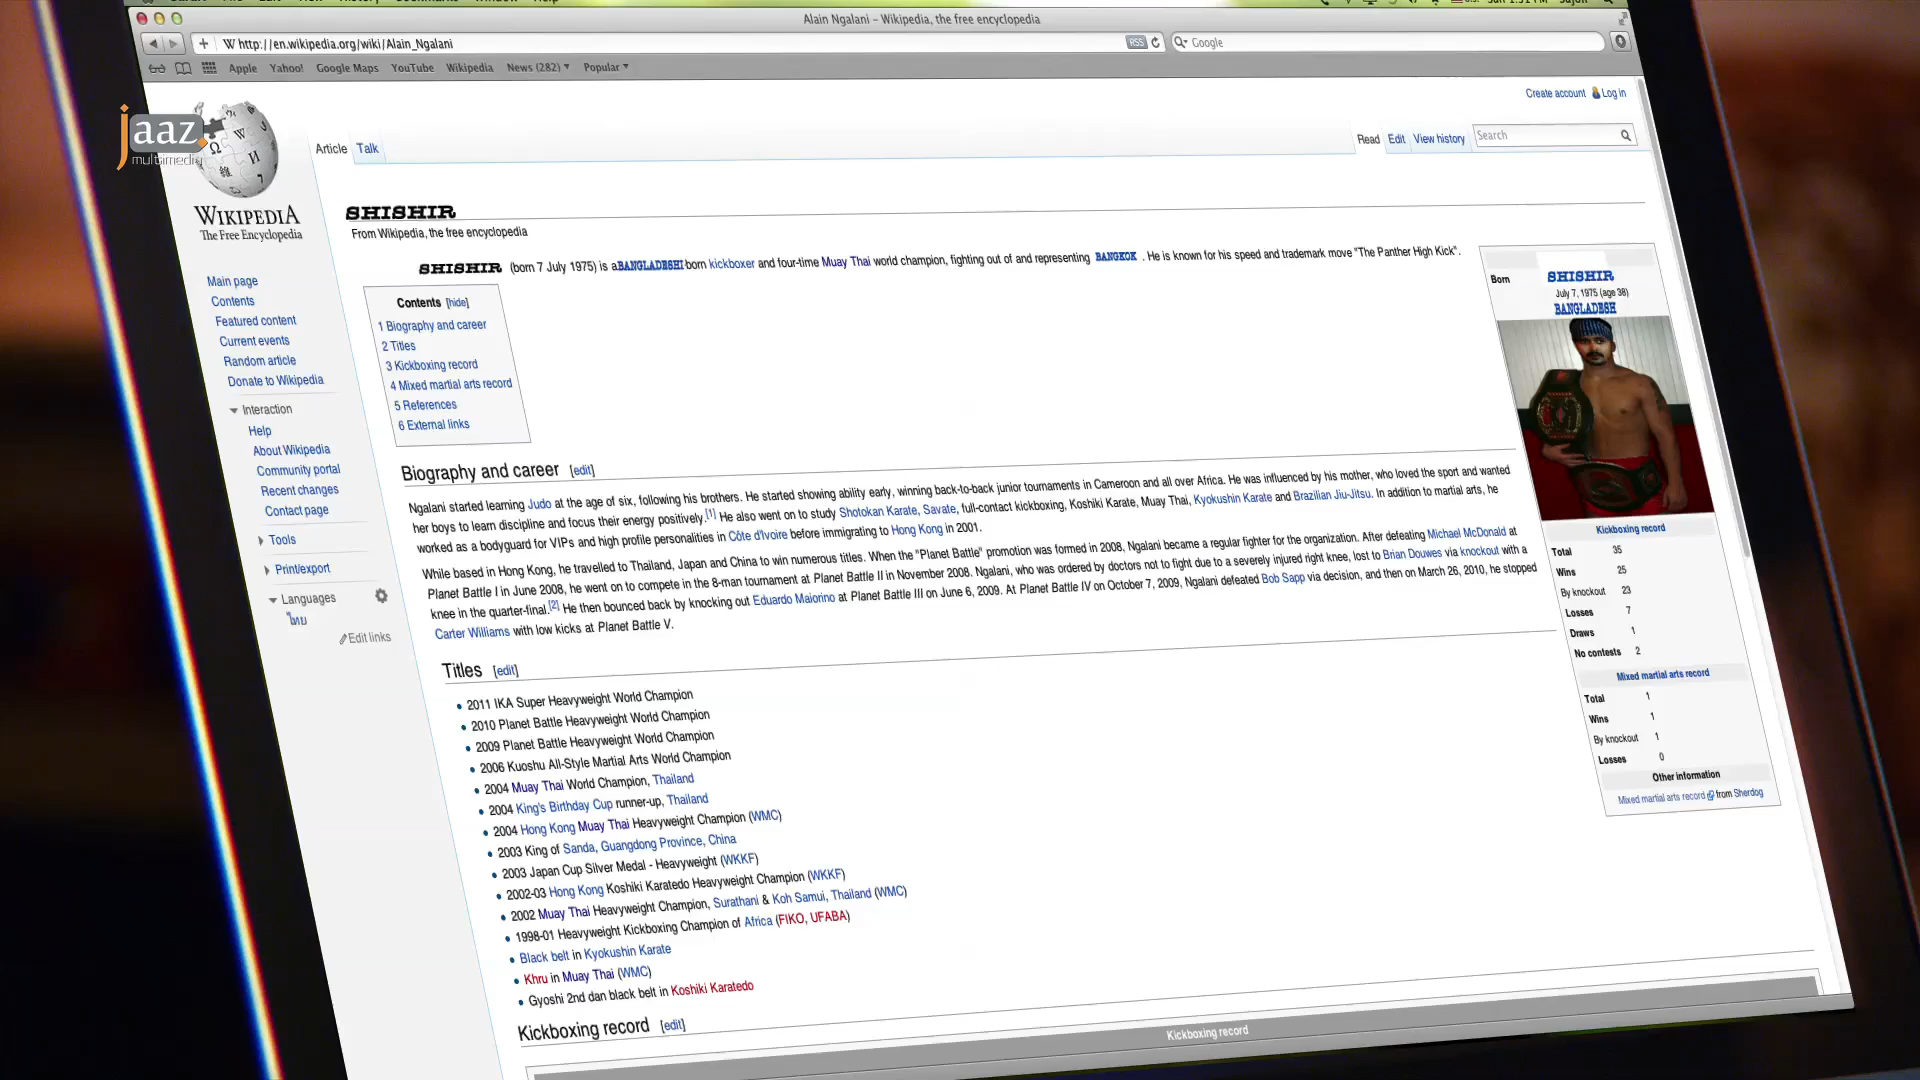 Alain Ngalani – Wikipedia, the free encyclopedia
W http://en.wikipedia.org/wiki/Alain_Ngalani
RSS
Google
Apple Yahoo! Google Maps YouTube Wikipedia News (282) Popular
jaaz
multimedia
WIKIPEDIA
The Free Encyclopedia
Create account Log in
Article Talk
Read Edit View history Search
Main page
Contents
Featured content
Current events
Random article
Donate to Wikipedia
Interaction
Help
About Wikipedia
Community portal
Recent changes
Contact page
Tools
Print/export
Languages
ไทย
Edit links
SHISHIR
From Wikipedia, the free encyclopedia
SHISHIR (born 7 July 1975) is a BANGLADESHI born kickboxer and four-time Muay Thai world champion, fighting out of and representing BANGKOK . He is known for his speed and trademark move "The Panther High Kick".
Contents [hide]
1 Biography and career
2 Titles
3 Kickboxing record
4 Mixed martial arts record
5 References
6 External links
Biography and career [edit]
Ngalani started learning Judo at the age of six, following his brothers. He started showing ability early, winning back-to-back junior tournaments in Cameroon and all over Africa. He was influenced by his mother, who loved the sport and wanted
her boys to learn discipline and focus their energy positively.[1] He also went on to study Shotokan Karate, Savate, full-contact kickboxing, Koshiki Karate, Muay Thai, Kyokushin Karate and Brazilian Jiu-Jitsu. In addition to martial arts, he
worked as a bodyguard for VIPs and high profile personalities in Côte d'Ivoire before immigrating to Hong Kong in 2001.
While based in Hong Kong, he travelled to Thailand, Japan and China to win numerous titles. When the "Planet Battle" promotion was formed in 2008, Ngalani became a regular fighter for the organization. After defeating Michael McDonald at
Planet Battle I in June 2008, he went on to compete in the 8-man tournament at Planet Battle II in November 2008. Ngalani, who was ordered by doctors not to fight due to a severely injured right knee, lost to Brian Douwes via knockout with a
knee in the quarter-final.[2] He then bounced back by knocking out Eduardo Maiorino at Planet Battle III on June 6, 2009. At Planet Battle IV on October 7, 2009, Ngalani defeated Bob Sapp via decision, and then on March 26, 2010, he stopped
Carter Williams with low kicks at Planet Battle V.
Titles [edit]
2011 IKA Super Heavyweight World Champion
2010 Planet Battle Heavyweight World Champion
2009 Planet Battle Heavyweight World Champion
2006 Kuoshu All-Style Martial Arts World Champion
2004 Muay Thai World Champion, Thailand
2004 King's Birthday Cup runner-up, Thailand
2004 Hong Kong Muay Thai Heavyweight Champion (WMC)
2003 King of Sanda, Guangdong Province, China
2003 Japan Cup Silver Medal - Heavyweight (WKKF)
2002-03 Hong Kong Koshiki Karatedo Heavyweight Champion (WKKF)
2002 Muay Thai Heavyweight Champion, Surathani & Koh Samui, Thailand (WMC)
1998-01 Heavyweight Kickboxing Champion of Africa (FIKO, UFABA)
Black belt in Kyokushin Karate
Khru in Muay Thai (WMC)
Gyoshi 2nd dan black belt in Koshiki Karatedo
Kickboxing record [edit]
Kickboxing record
SHISHIR
Born July 7, 1975 (age 38)
BANGLADESH
Kickboxing record
Total 35
Wins 25
By knockout 23
Losses 7
Draws 1
No contests 2
Mixed martial arts record
Total 1
Wins 1
By knockout 1
Losses 0
Other information
Mixed martial arts record from Sherdog